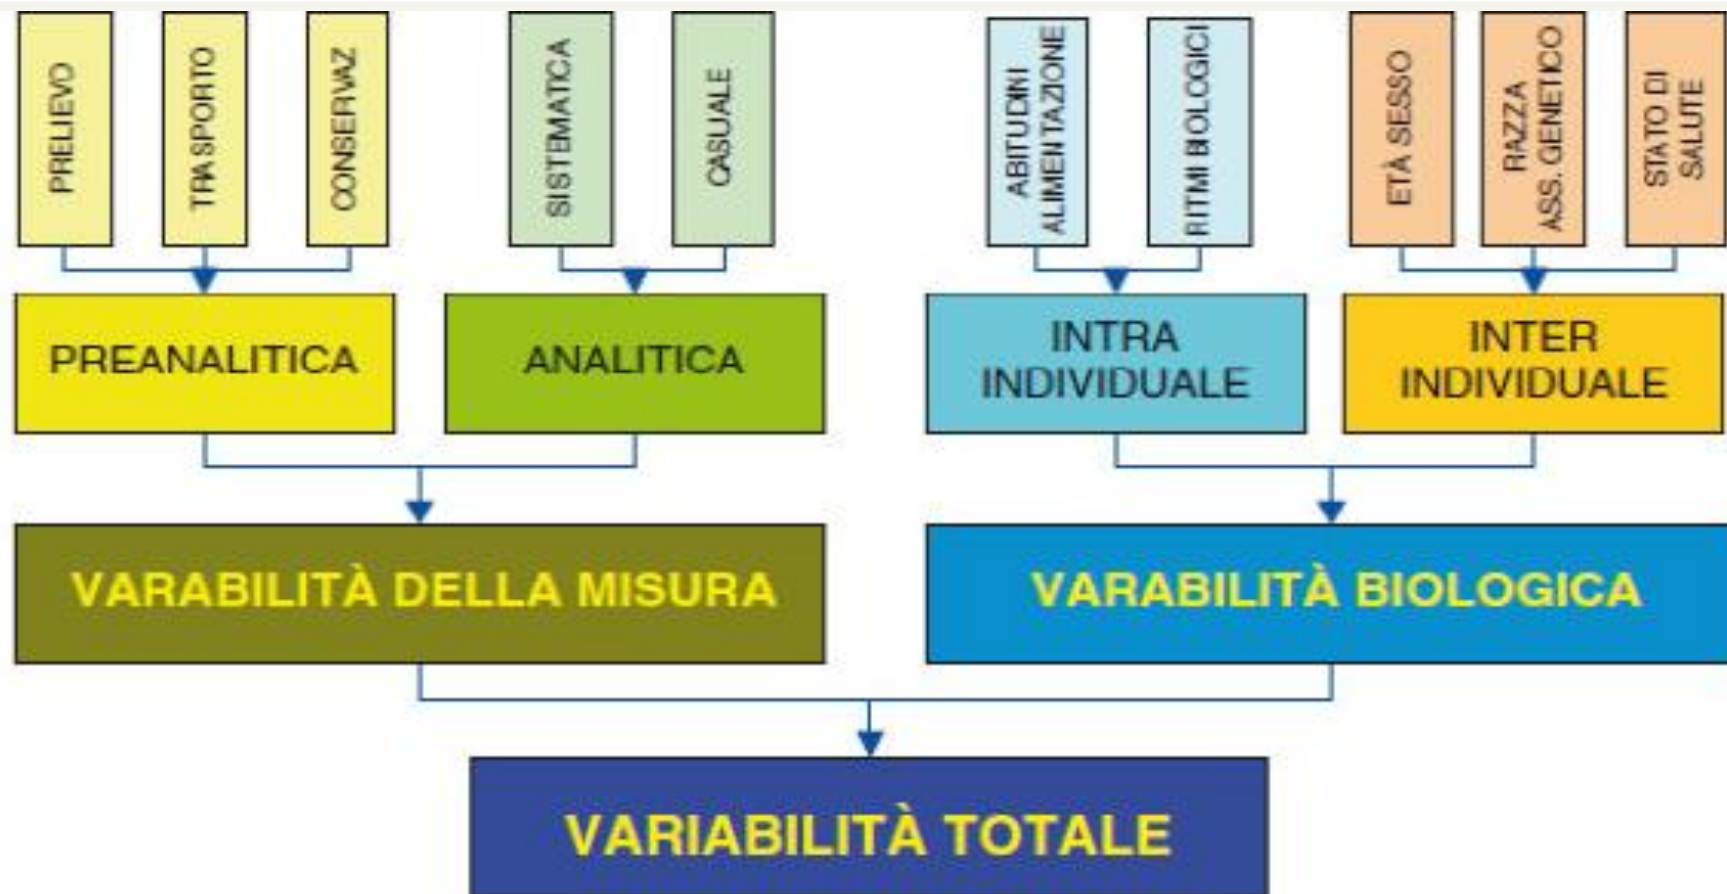 PRELIEVO
TRASPORTO
CONSERVAZ
SISTEMATICA
CASUALE
ABITUDINI
ALIMENTAZIONE
RITMI BIOLOGICI
ETÀ SESSO
RAZZA
ASS. GENETICO
STATO DI
SALUTE
PREANALITICA
ANALITICA
INTRA
INDIVIDUALE
INTER
INDIVIDUALE
VARABILITÀ DELLA MISURA
VARABILITÀ BIOLOGICA
VARIABILITÀ TOTALE